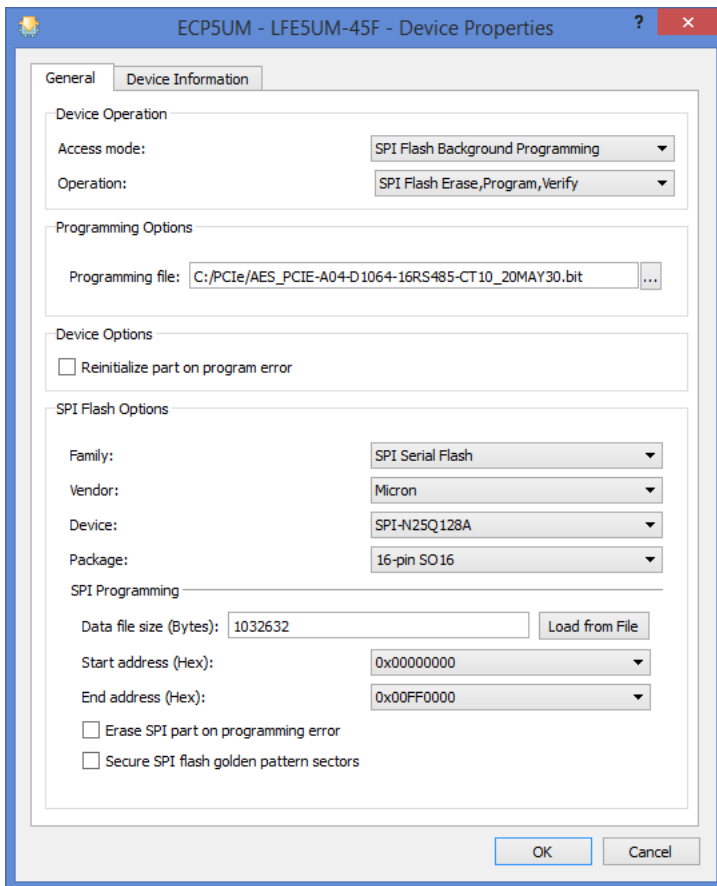 ECP5UM - LFE5UM-45F - Device Properties ? ×
General Device Information
Device Operation
Access mode: SPI Flash Background Programming
Operation: SPI Flash Erase,Program,Verify
Programming Options
Programming file: C:/PCIe/AES_PCIE-A04-D1064-16RS485-CT10_20MAY30.bit ...
Device Options
Reinitialize part on program error
SPI Flash Options
Family: SPI Serial Flash
Vendor: Micron
Device: SPI-N25Q128A
Package: 16-pin SO16
SPI Programming
Data file size (Bytes): 1032632 Load from File
Start address (Hex): 0x00000000
End address (Hex): 0x00FF0000
Erase SPI part on programming error
Secure SPI flash golden pattern sectors
OK Cancel